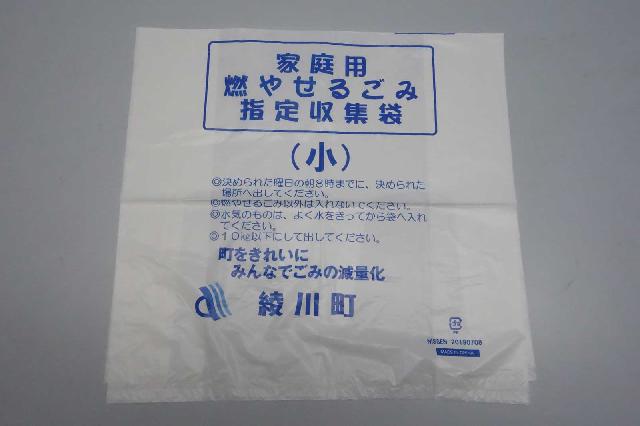 家庭用
燃やせるごみ
指定収集袋
(小)
◎決められた曜日の朝8時までに、決められた
場所へ出してください。
◎燃やせるごみ以外は入れないでください。
◎水気のものは、よく水をきってから袋へ入れ
てください。
◎10kg以下にして出してください。
町をきれいに
みんなでごみの減量化
綾川町
NISSEN 20190708